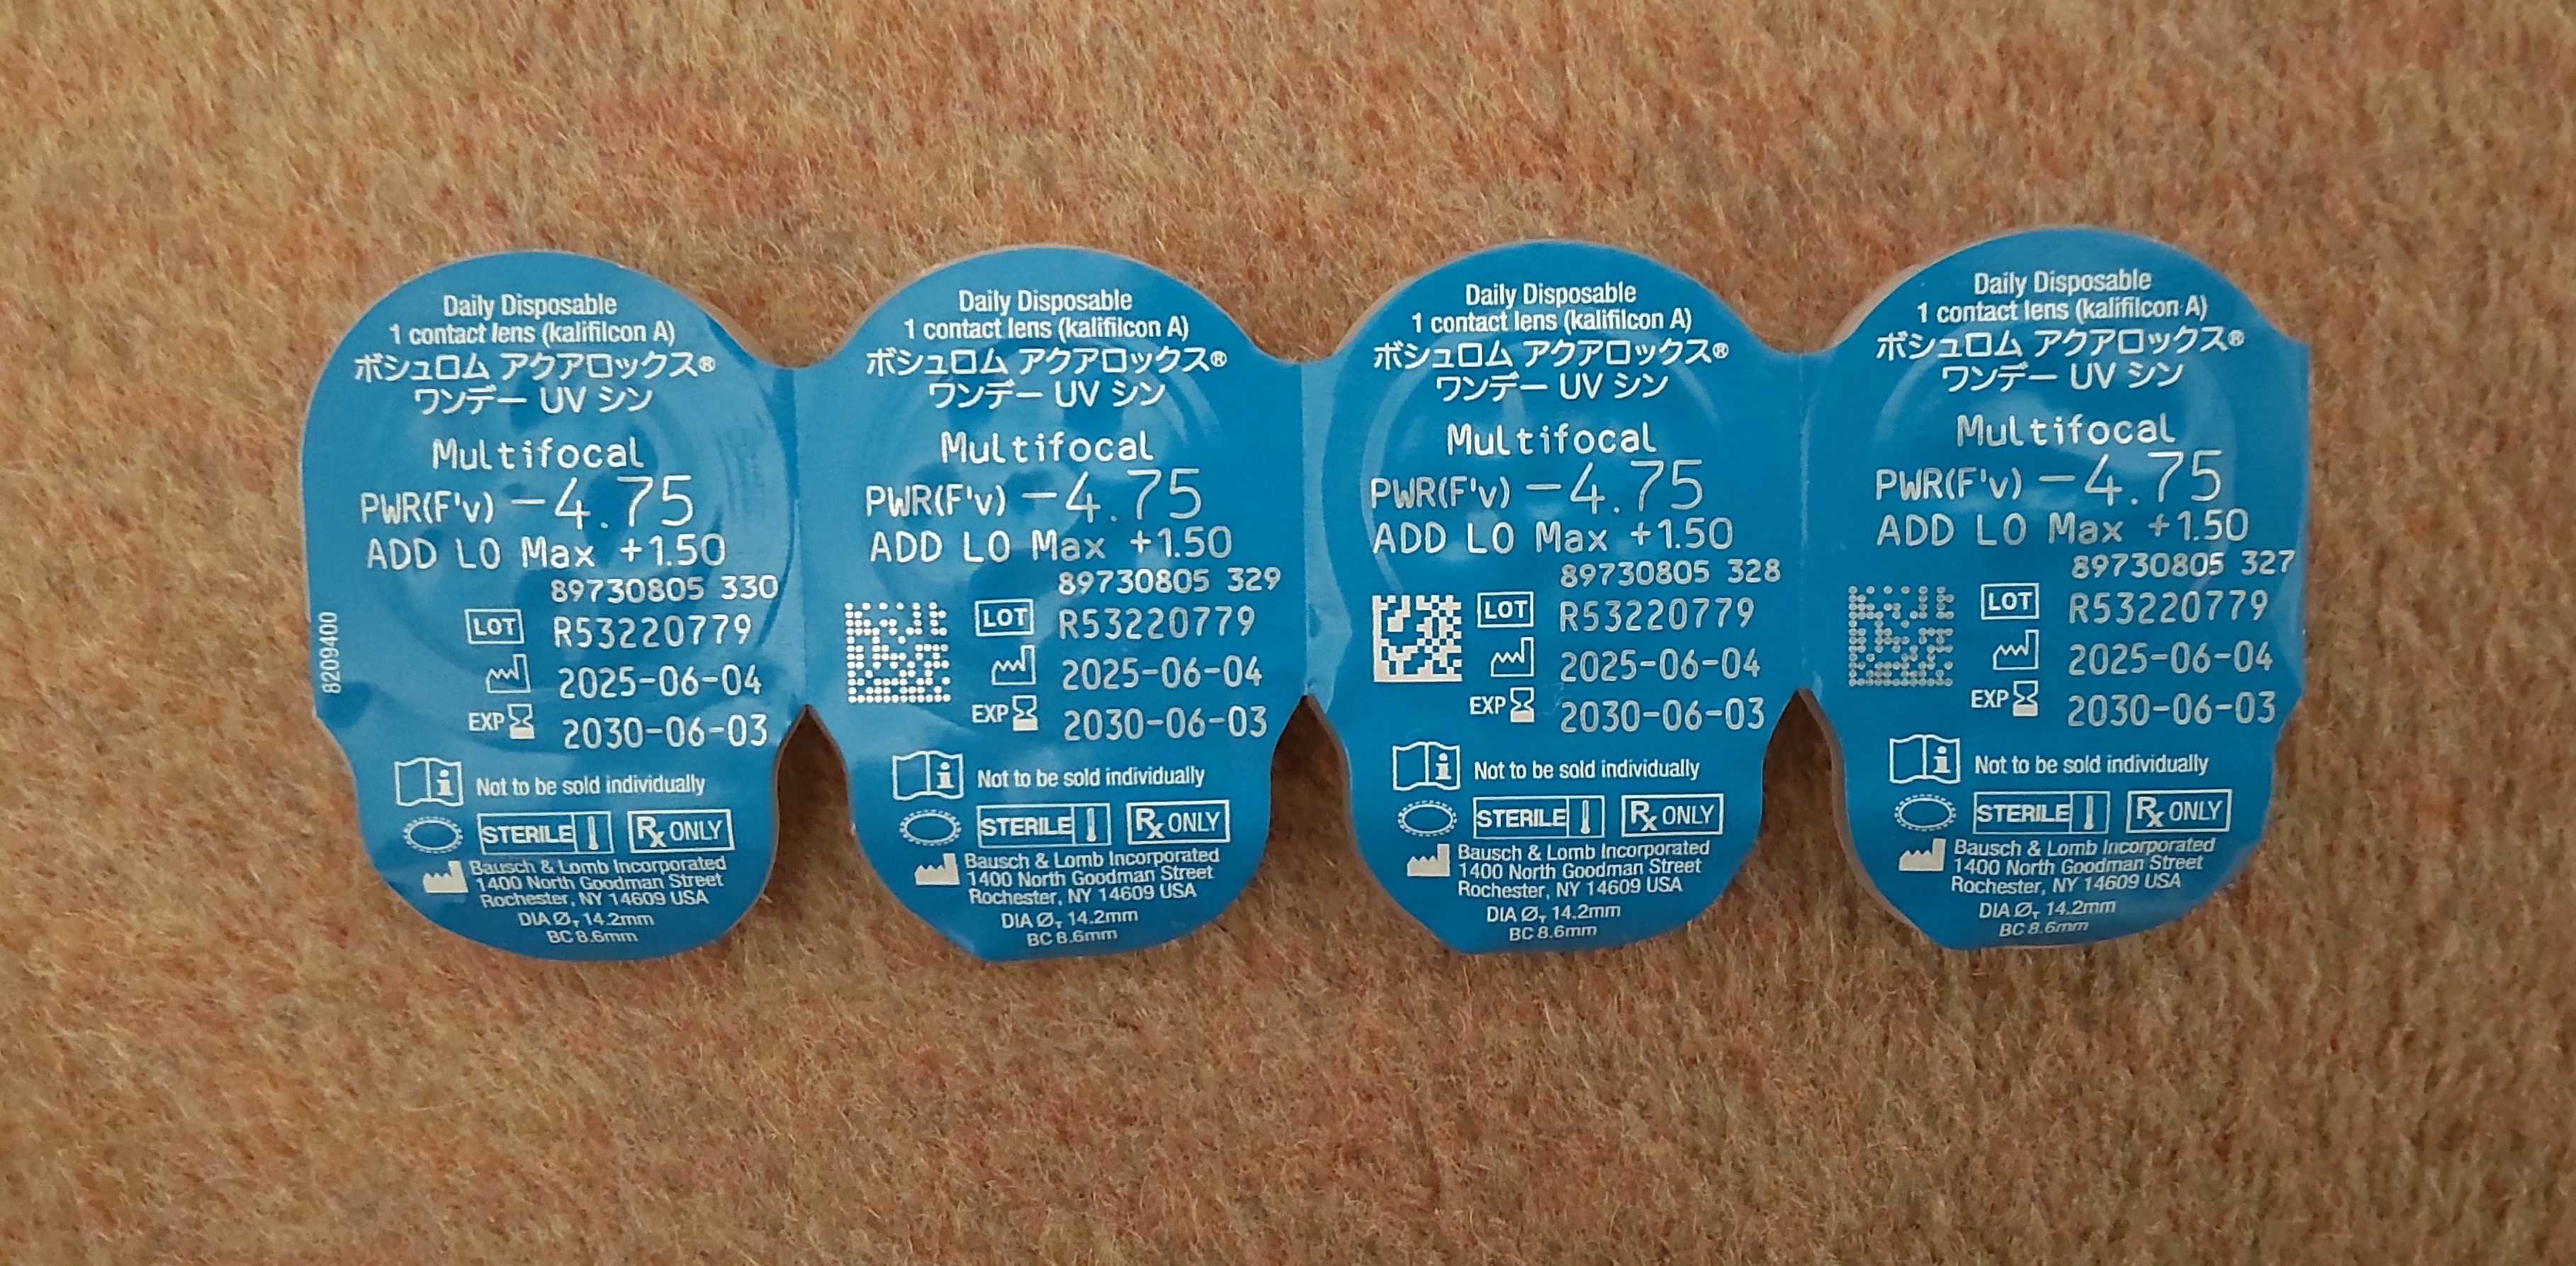 Daily Disposable
1 contact lens (kalifilcon A)
ボシュロム アクアロックス®
ワンデー UV シン
Multifocal
PWR(F'v) -4.75
ADD LO Max +1.50
89730805 330
LOT R53220779
2025-06-04
EXP 2030-06-03
8209400
Not to be sold individually
STERILE Rx ONLY
Bausch & Lomb Incorporated
1400 North Goodman Street
Rochester, NY 14609 USA
DIA Ø, 14.2mm
BC 8.6mm
Daily Disposable
1 contact lens (kalifilcon A)
ボシュロム アクアロックス®
ワンデー UV シン
Multifocal
PWR(F'v) -4.75
ADD LO Max +1.50
89730805 329
LOT R53220779
2025-06-04
EXP 2030-06-03
Not to be sold individually
STERILE Rx ONLY
Bausch & Lomb Incorporated
1400 North Goodman Street
Rochester, NY 14609 USA
DIA Ø, 14.2mm
BC 8.6mm
Daily Disposable
1 contact lens (kalifilcon A)
ボシュロム アクアロックス®
ワンデー UV シン
Multifocal
PWR(F'v) -4.75
ADD LO Max +1.50
89730805 328
LOT R53220779
2025-06-04
EXP 2030-06-03
Not to be sold individually
STERILE Rx ONLY
Bausch & Lomb Incorporated
1400 North Goodman Street
Rochester, NY 14609 USA
DIA Ø, 14.2mm
BC 8.6mm
Daily Disposable
1 contact lens (kalifilcon A)
ボシュロム アクアロックス®
ワンデー UV シン
Multifocal
PWR(F'v) -4.75
ADD LO Max +1.50
89730805 327
LOT R53220779
2025-06-04
EXP 2030-06-03
Not to be sold individually
STERILE Rx ONLY
Bausch & Lomb Incorporated
1400 North Goodman Street
Rochester, NY 14609 USA
DIA Ø, 14.2mm
BC 8.6mm